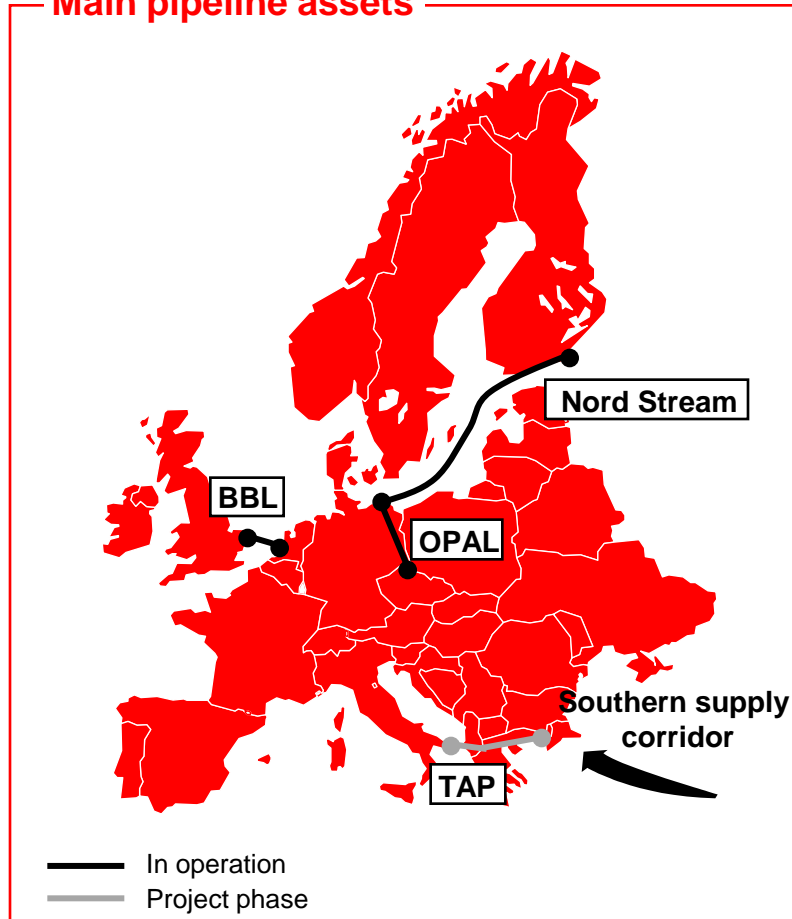 Main pipeline assets
Nord Stream
BBL
OPAL
Southern supply
corridor
TAP
In operation
Project phase